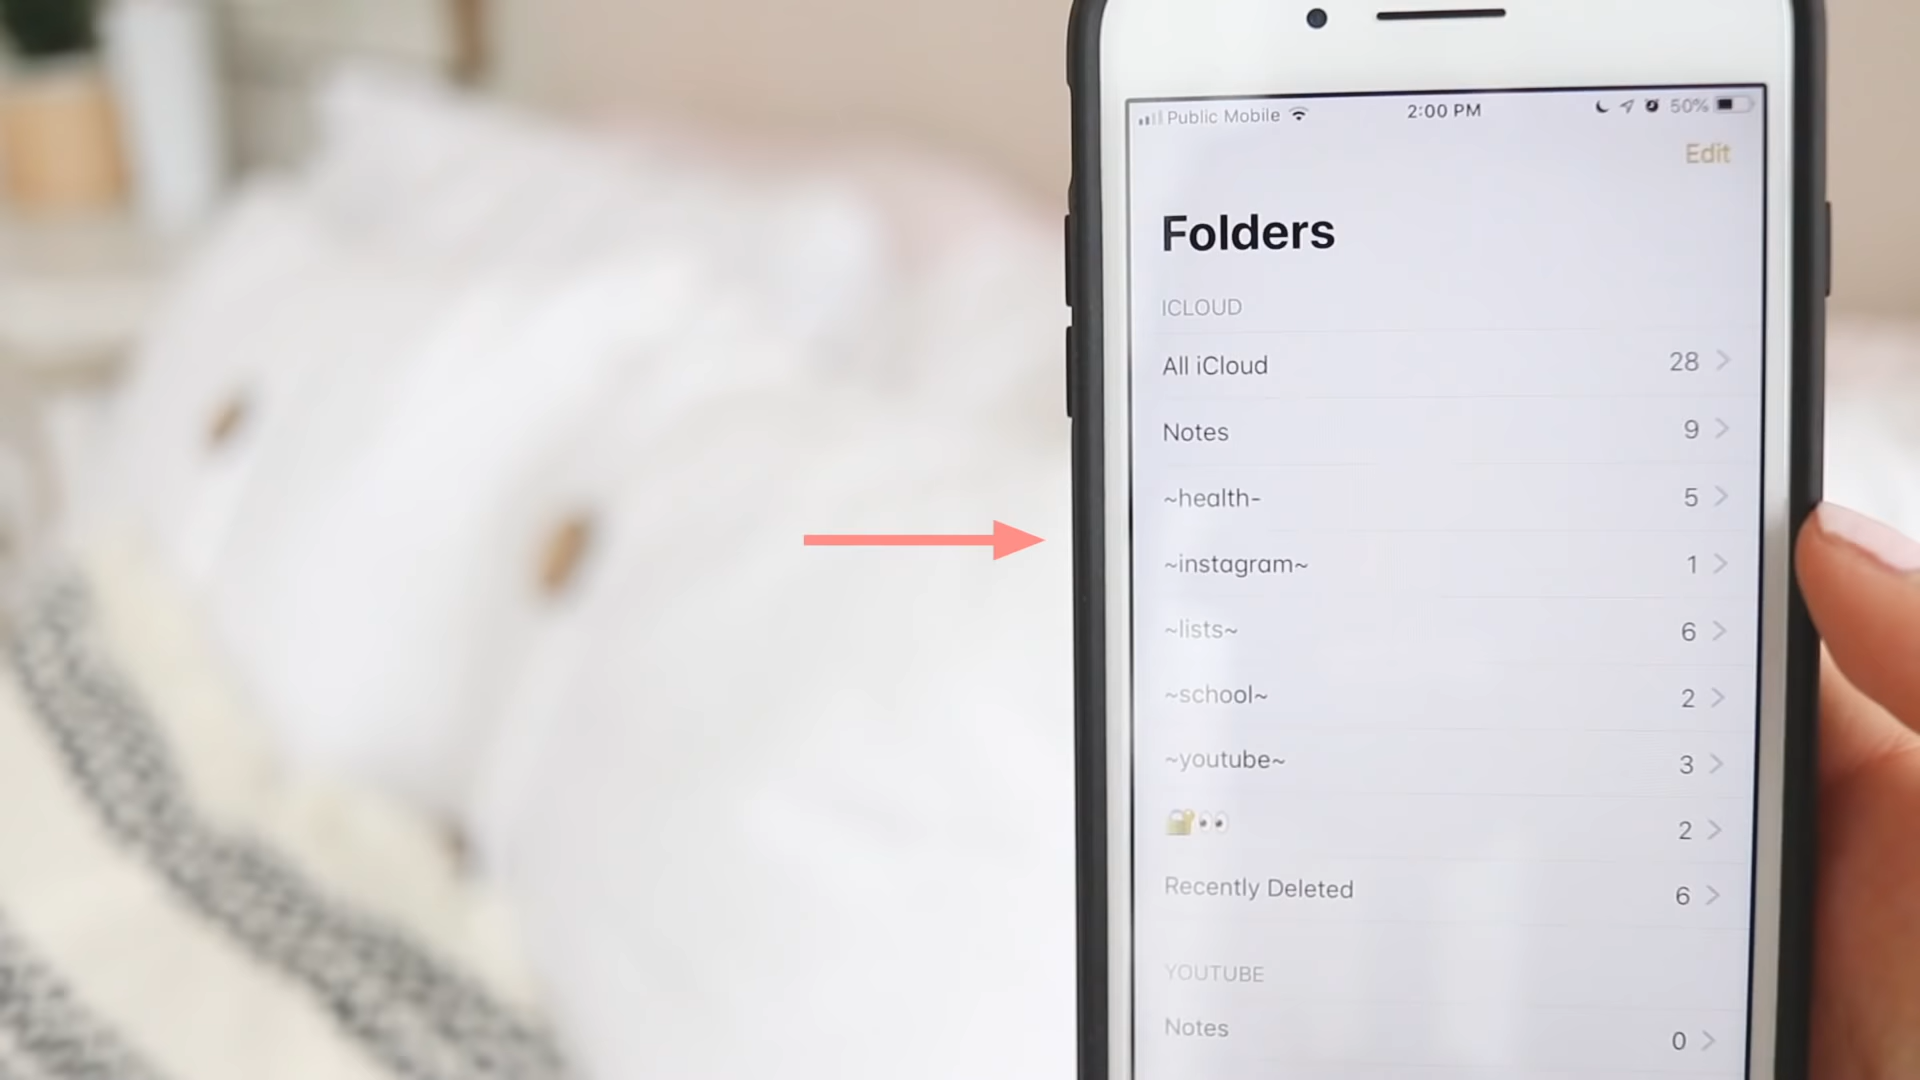 Public Mobile 2:00 PM 50%
Edit
Folders
ICLOUD
All iCloud 28
Notes 9
~health- 5
~instagram~ 1
~lists~ 6
~school~ 2
~youtube~ 3
🔐👀 2
Recently Deleted 6
YOUTUBE
Notes 0